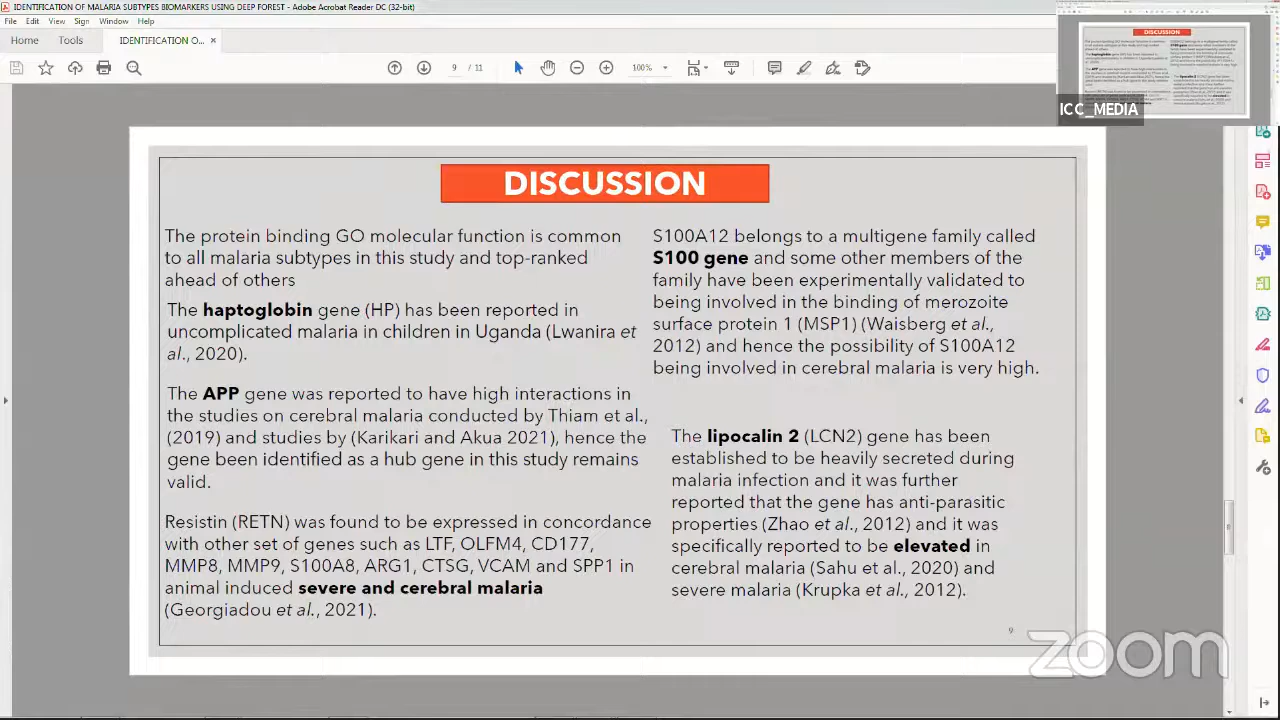 IDENTIFICATION OF MALARIA SUBTYPES BIOMARKERS USING DEEP FOREST - Adobe Acrobat Reader DC (32-bit)
File Edit View Sign Window Help
Home Tools IDENTIFICATION O... ×
ICC_MEDIA
DISCUSSION
The protein binding GO molecular function is common
to all malaria subtypes in this study and top-ranked
ahead of others
The haptoglobin gene (HP) has been reported in
uncomplicated malaria in children in Uganda (Lwanira et
al., 2020).
The APP gene was reported to have high interactions in
the studies on cerebral malaria conducted by Thiam et al.,
(2019) and studies by (Karikari and Akua 2021) hence the
gene been identified as a hub gene in this study remains
valid.
Resistin (RETN) was found to be expressed in concordance
with other set of genes such as LTF, OLFM4, CD177,
MMP8, MMP9, S100A8, ARG1, CTSG, VCAM and SPP1 in
animal induced severe and cerebral malaria
(Georgiadou et al., 2021).
S100A12 belongs to a multigene family called
S100 gene and some other members of the
family have been experimentally validated to
being involved in the binding of merozoite
surface protein 1 (MSP1) (Waisberg et al.,
2012) and hence the possibility of S100A12
being involved in cerebral malaria is very high.
The lipocalin 2 (LCN2) gene has been
established to be heavily secreted during
malaria infection and it was further
reported that the gene has anti-parasitic
properties (Zhao et al., 2012) and it was
specifically reported to be elevated in
cerebral malaria (Sahu et al., 2020) and
severe malaria (Krupka et al., 2012).
9
zoom